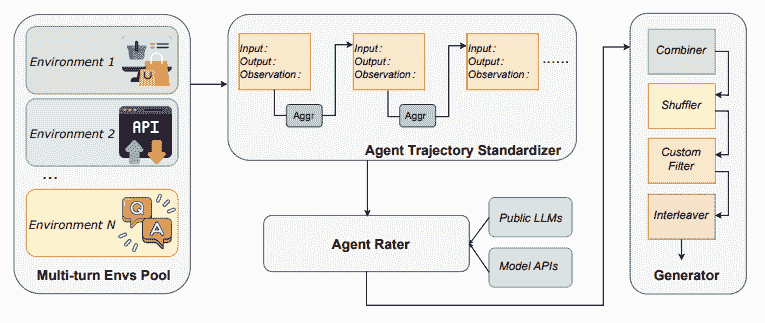 Environment 1
Environment 2
API
...
Environment N
Q
A
Multi-turn Envs Pool
Input:
Output:
Observation:
Aggr
Input:
Output:
Observation:
Aggr
Input:
Output:
Observation:
......
Agent Trajectory Standardizer
Agent Rater
Public LLMs
Model APIs
Combiner
Shuffler
Custom
Filter
Interleaver
Generator